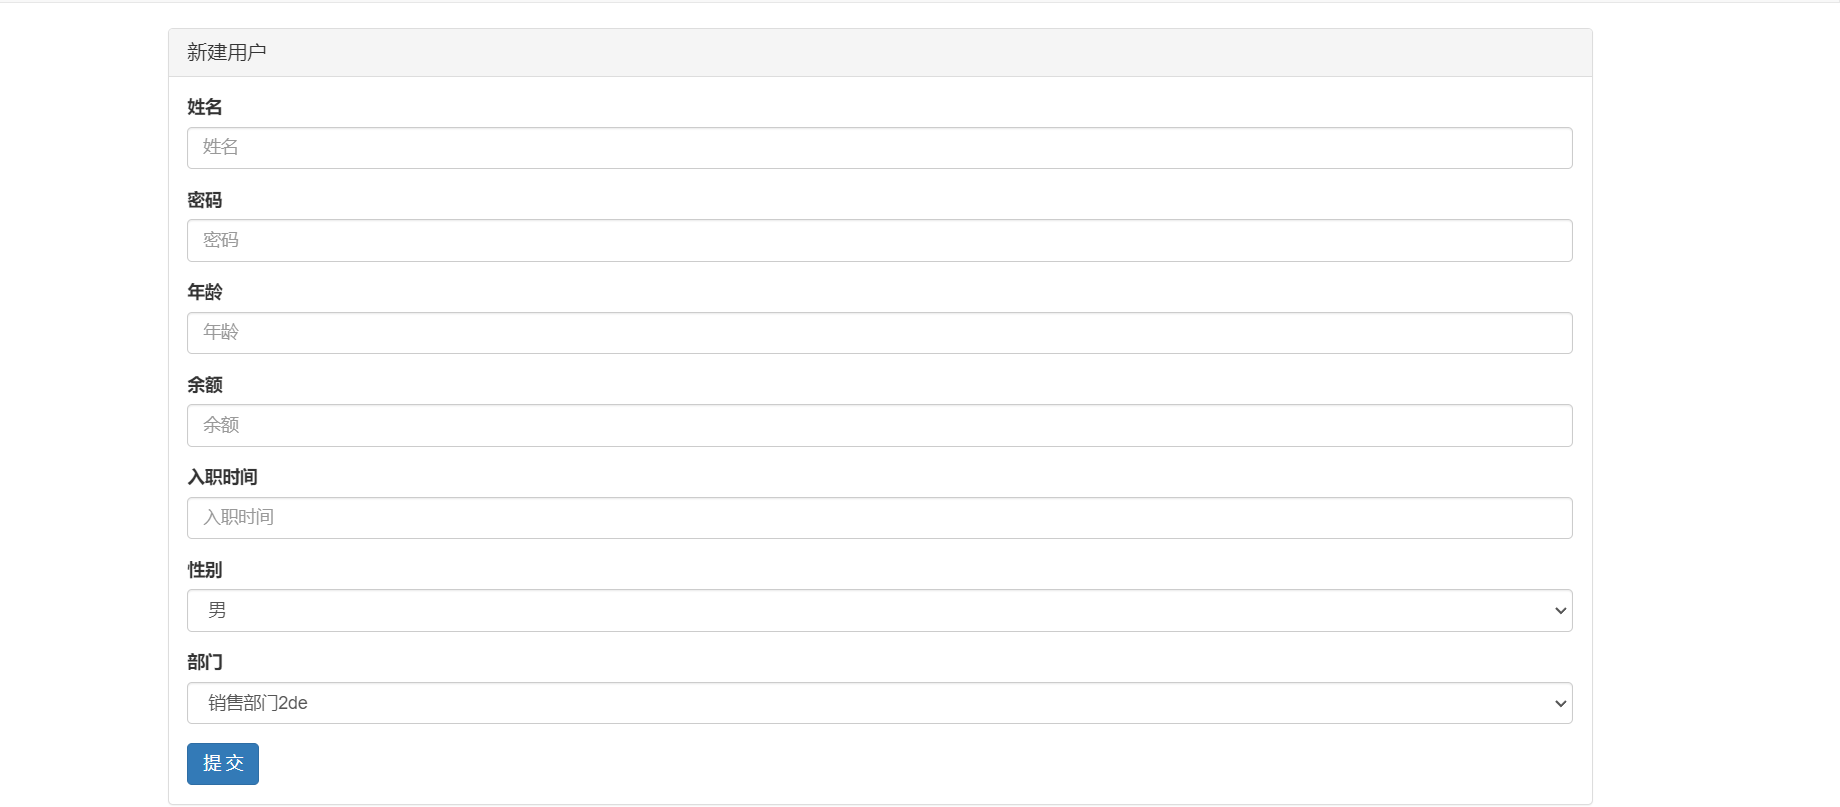 新建用户
姓名
姓名
密码
密码
年龄
年龄
余额
余额
入职时间
入职时间
性别
男
部门
销售部门2de
提 交